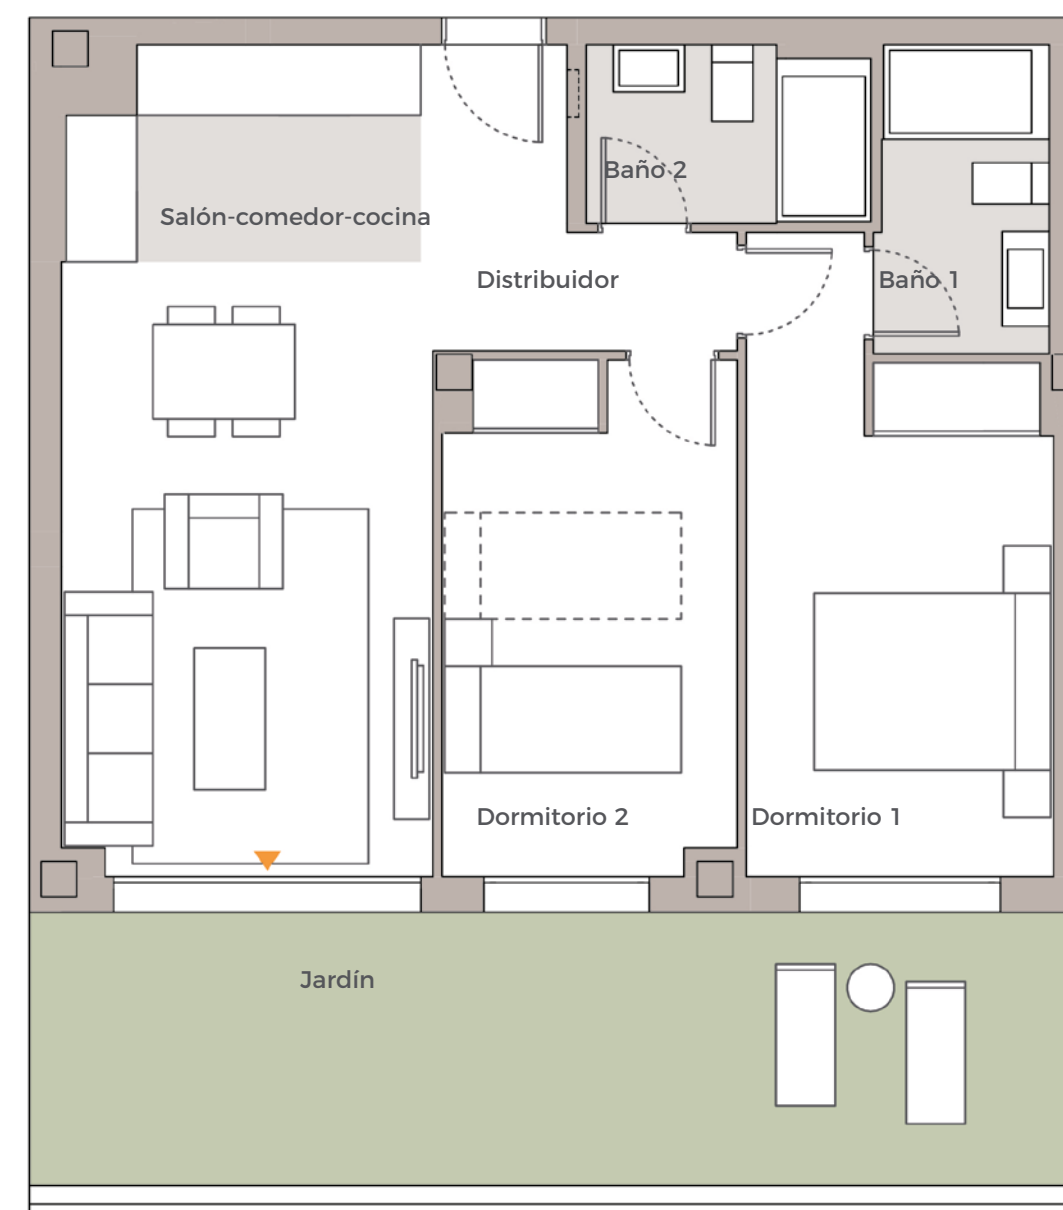 Baño 2
Salón-comedor-cocina
Distribuidor
Baño 1
Dormitorio 2
Dormitorio 1
Jardín